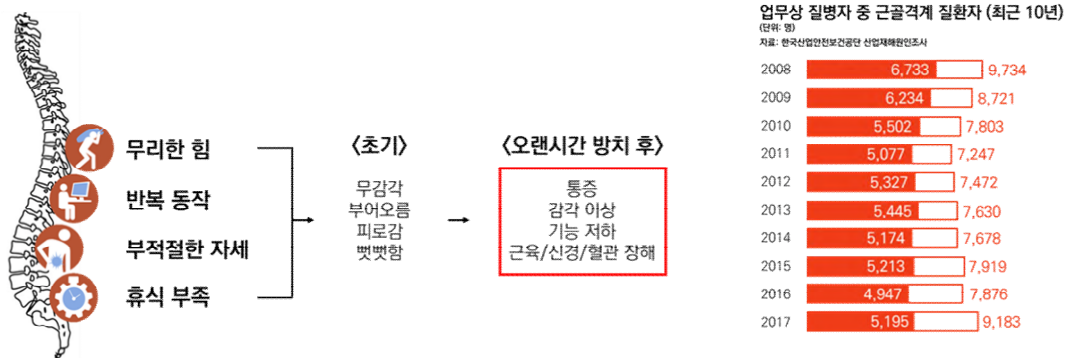 무리한 힘
반복 동작
부적절한 자세
휴식 부족
<초기>
무감각
부어오름
피로감
뻣뻣함
<오랜시간 방치 후>
통증
감각 이상
기능 저하
근육/신경/혈관 장해
업무상 질병자 중 근골격계 질환자 (최근 10년)
(단위: 명)
자료: 한국산업안전보건공단 산업재해원인조사
2008 6,733 9,734
2009 6,234 8,721
2010 5,502 7,803
2011 5,077 7,247
2012 5,327 7,472
2013 5,445 7,630
2014 5,174 7,678
2015 5,213 7,919
2016 4,947 7,876
2017 5,195 9,183